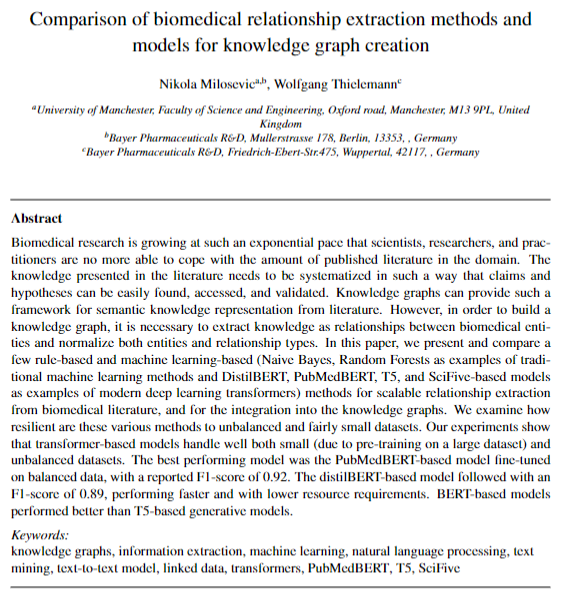 Comparison of biomedical relationship extraction methods and
models for knowledge graph creation
Nikola Milosevic^a,b, Wolfgang Thielemann^c
^aUniversity of Manchester, Faculty of Science and Engineering, Oxford road, Manchester, M13 9PL, United
Kingdom
^bBayer Pharmaceuticals R&D, Mullerstrasse 178, Berlin, 13353, , Germany
^cBayer Pharmaceuticals R&D, Friedrich-Ebert-Str.475, Wuppertal, 42117, , Germany
Abstract
Biomedical research is growing at such an exponential pace that scientists, researchers, and prac-
titioners are no more able to cope with the amount of published literature in the domain. The
knowledge presented in the literature needs to be systematized in such a way that claims and
hypotheses can be easily found, accessed, and validated. Knowledge graphs can provide such a
framework for semantic knowledge representation from literature. However, in order to build a
knowledge graph, it is necessary to extract knowledge as relationships between biomedical enti-
ties and normalize both entities and relationship types. In this paper, we present and compare a
few rule-based and machine learning-based (Naive Bayes, Random Forests as examples of tradi-
tional machine learning methods and DistilBERT, PubMedBERT, T5, and SciFive-based models
as examples of modern deep learning transformers) methods for scalable relationship extraction
from biomedical literature, and for the integration into the knowledge graphs. We examine how
resilient are these various methods to unbalanced and fairly small datasets. Our experiments show
that transformer-based models handle well both small (due to pre-training on a large dataset) and
unbalanced datasets. The best performing model was the PubMedBERT-based model fine-tuned
on balanced data, with a reported F1-score of 0.92. The distilBERT-based model followed with an
F1-score of 0.89, performing faster and with lower resource requirements. BERT-based models
performed better than T5-based generative models.
Keywords:
knowledge graphs, information extraction, machine learning, natural language processing, text
mining, text-to-text model, linked data, transformers, PubMedBERT, T5, SciFive